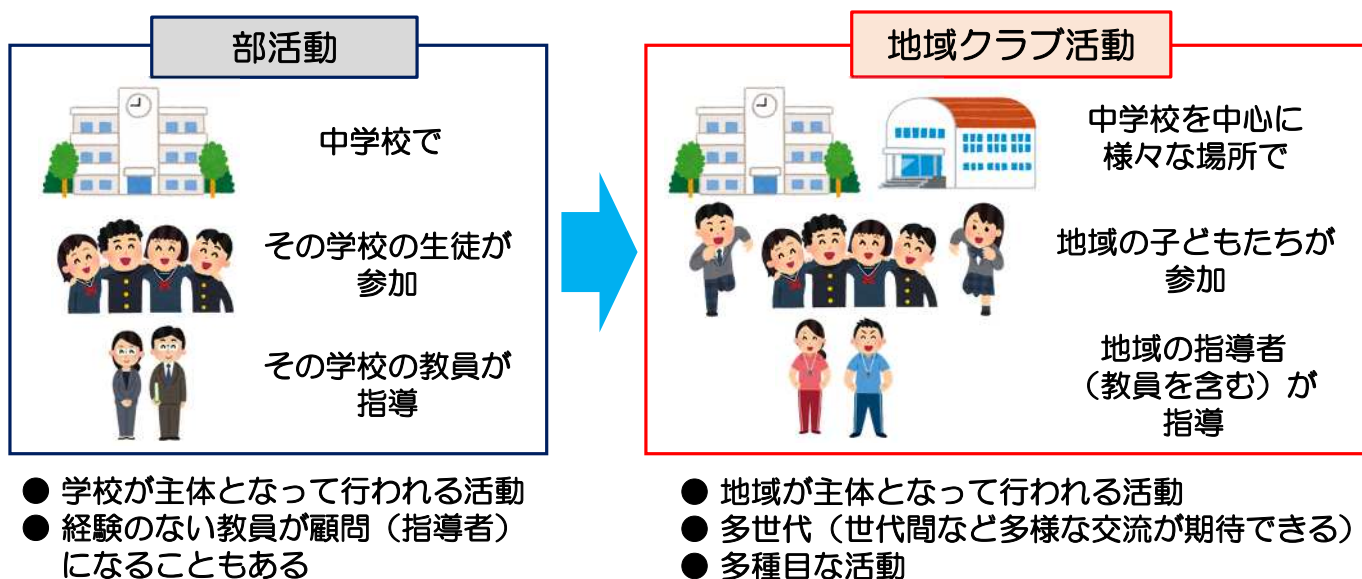 部活動
中学校で
その学校の生徒が
参加
その学校の教員が
指導
● 学校が主体となって行われる活動
● 経験のない教員が顧問（指導者）
になることもある
地域クラブ活動
中学校を中心に
様々な場所で
地域の子どもたちが
参加
地域の指導者
（教員を含む）が
指導
● 地域が主体となって行われる活動
● 多世代（世代間など多様な交流が期待できる）
● 多種目な活動